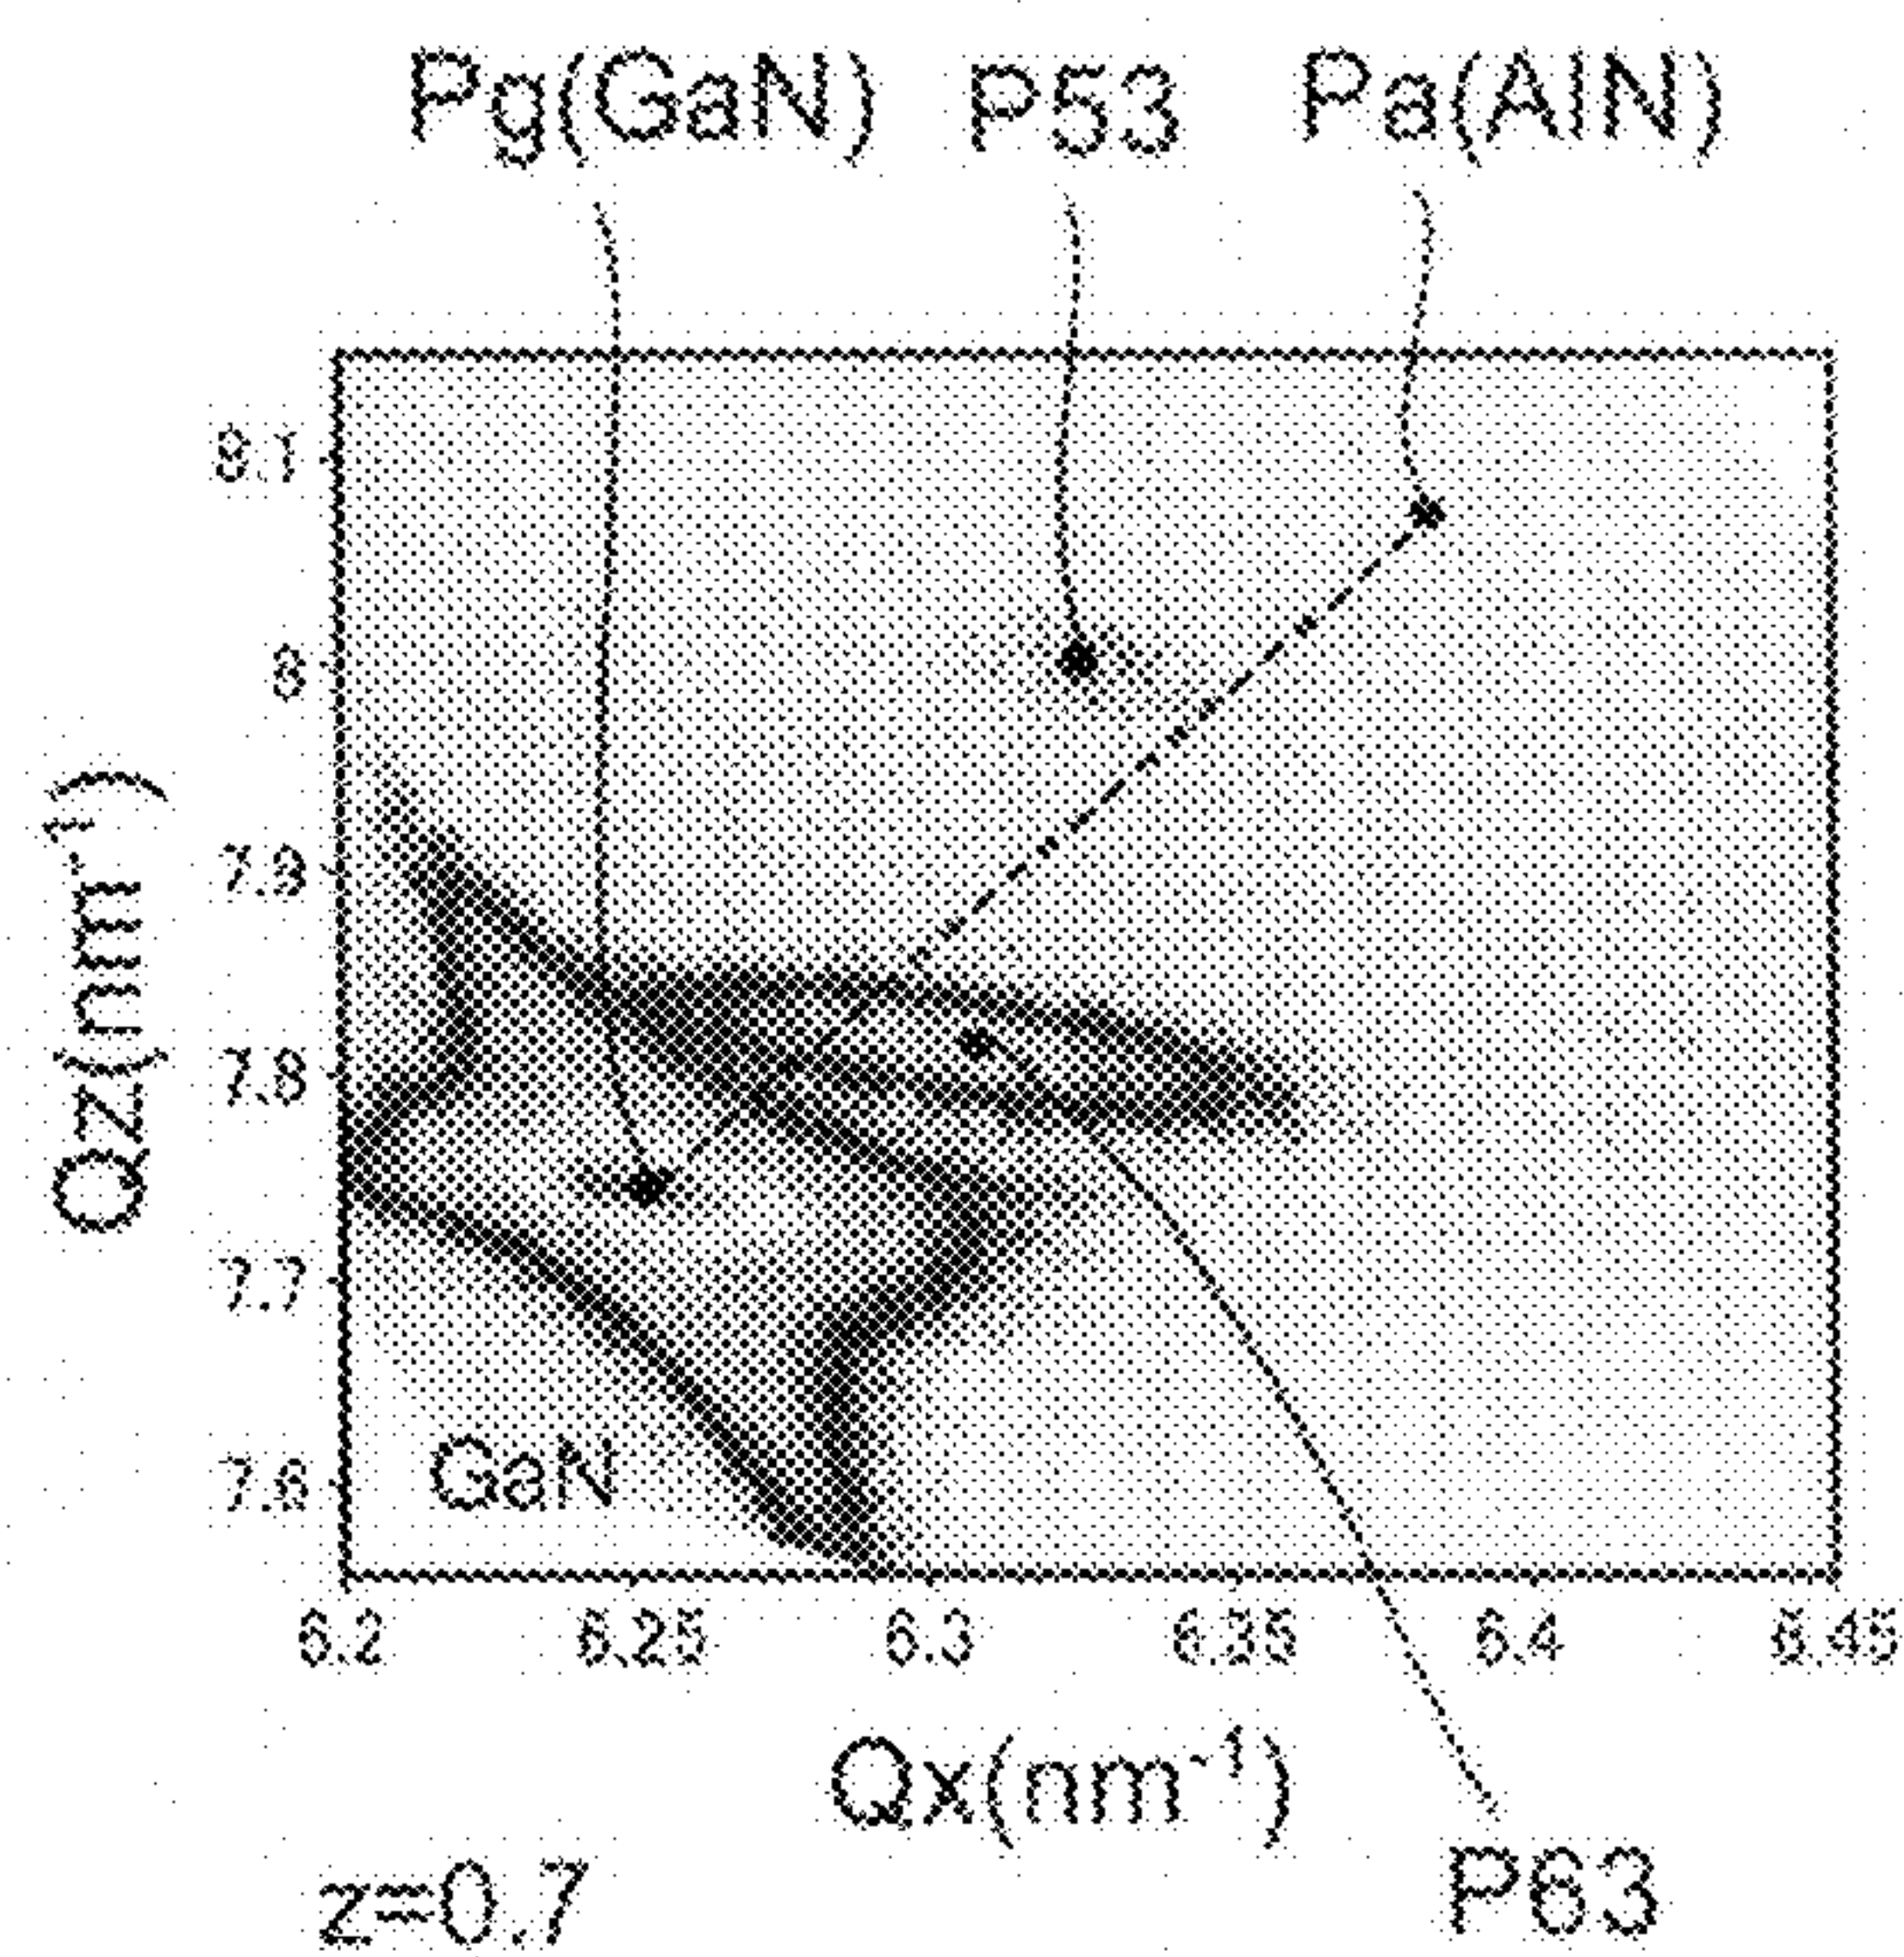 Pg(GaN) P53 Pa(AlN)
8.1
8
7.9
7.8
7.7
7.6
Qz(nm-1)
GaN
6.2 6.25 6.3 6.35 6.4 6.45
Qx(nm-1)
z=0.7
P63